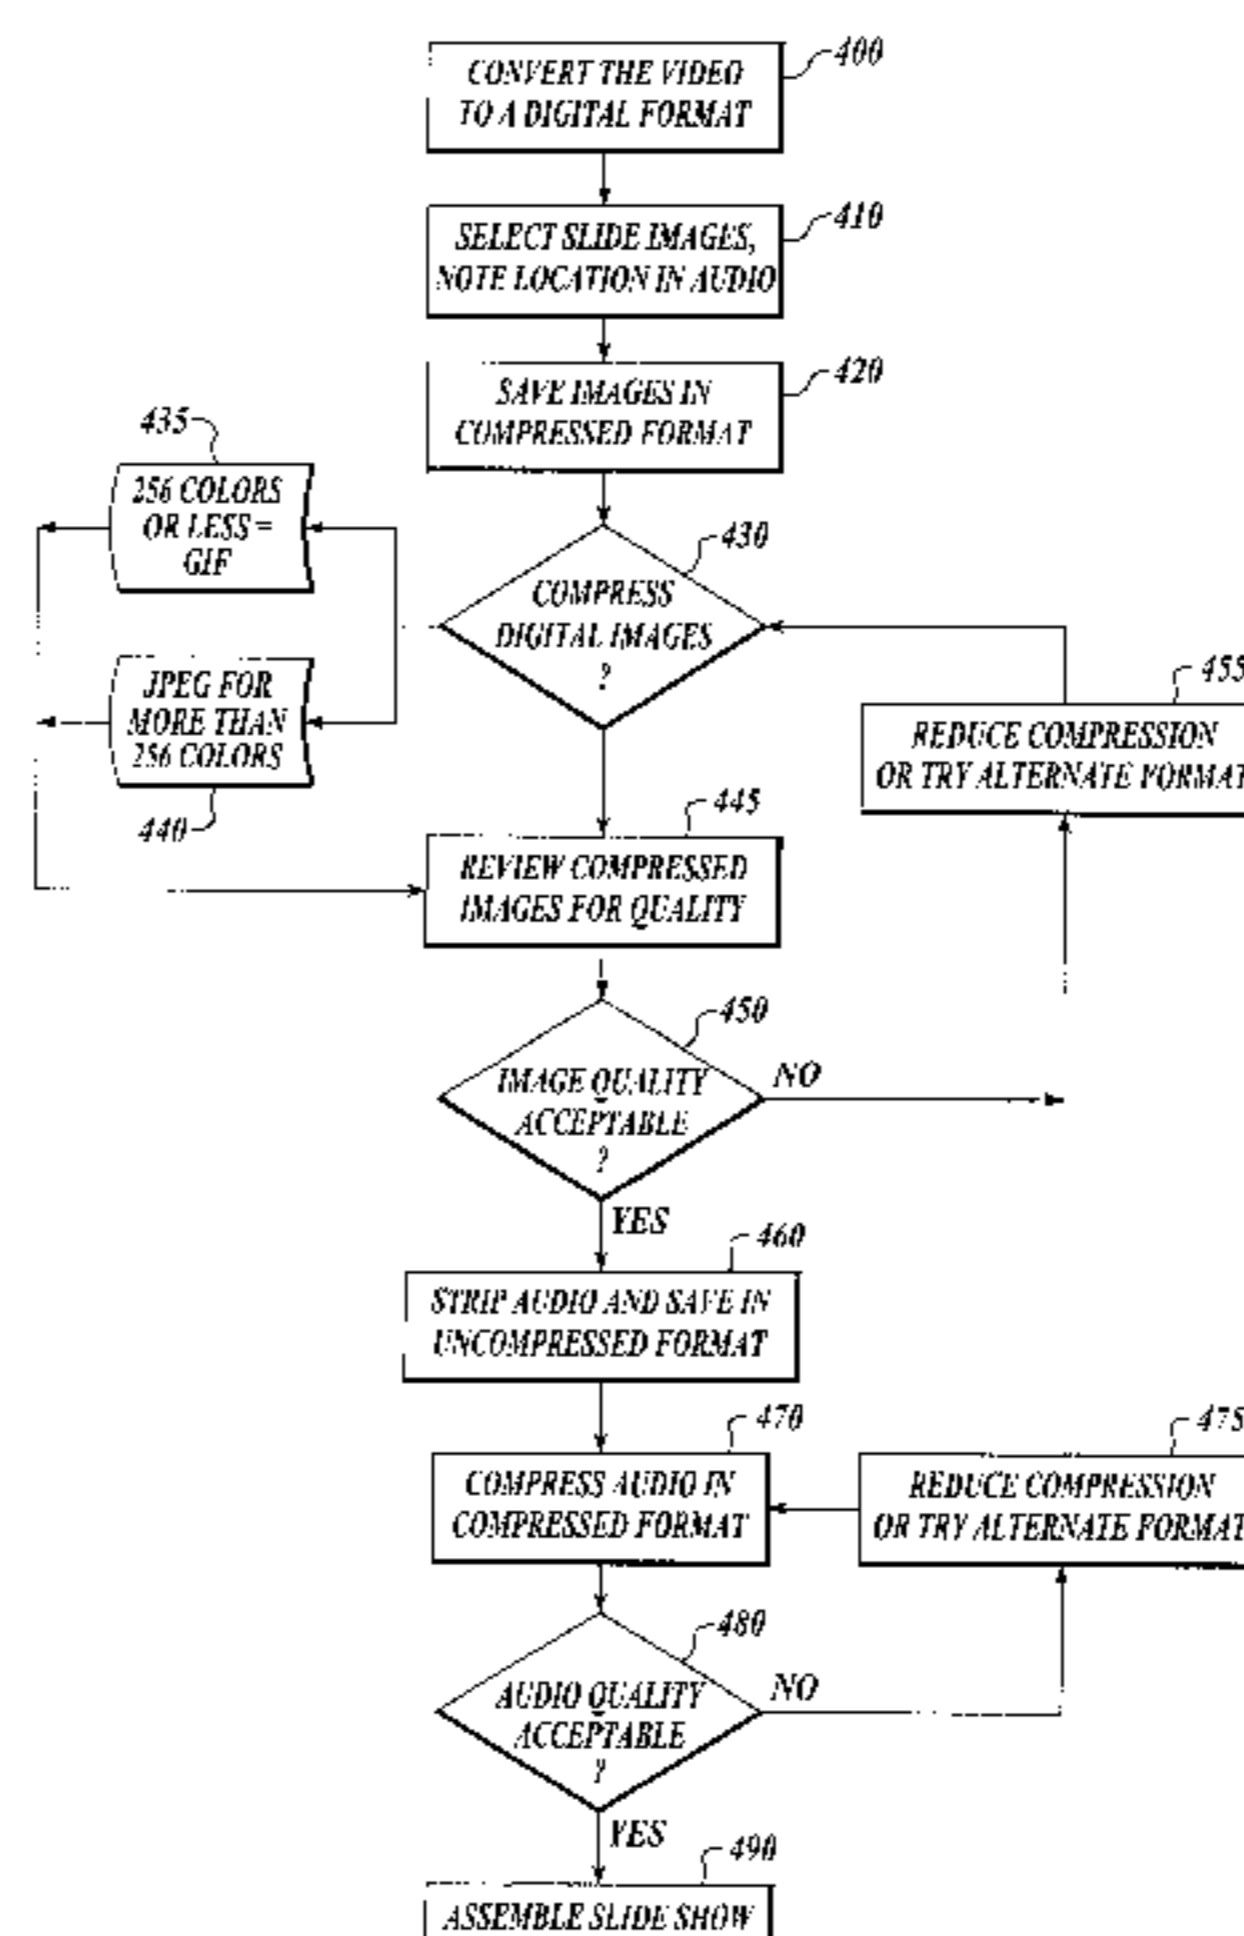 400
CONVERT THE VIDEO
TO A DIGITAL FORMAT
410
SELECT SLIDE IMAGES,
NOTE LOCATION IN AUDIO
420
SAVE IMAGES IN
COMPRESSED FORMAT
435
256 COLORS
OR LESS =
GIF
430
COMPRESS
DIGITAL IMAGES
?
JPEG FOR
MORE THAN
256 COLORS
440
455
REDUCE COMPRESSION
OR TRY ALTERNATE FORMAT
445
REVIEW COMPRESSED
IMAGES FOR QUALITY
450
IMAGE QUALITY
ACCEPTABLE
?
NO
YES
460
STRIP AUDIO AND SAVE IN
UNCOMPRESSED FORMAT
470
COMPRESS AUDIO IN
COMPRESSED FORMAT
475
REDUCE COMPRESSION
OR TRY ALTERNATE FORMAT
480
AUDIO QUALITY
ACCEPTABLE
?
NO
YES
490
ASSEMBLE SLIDE SHOW